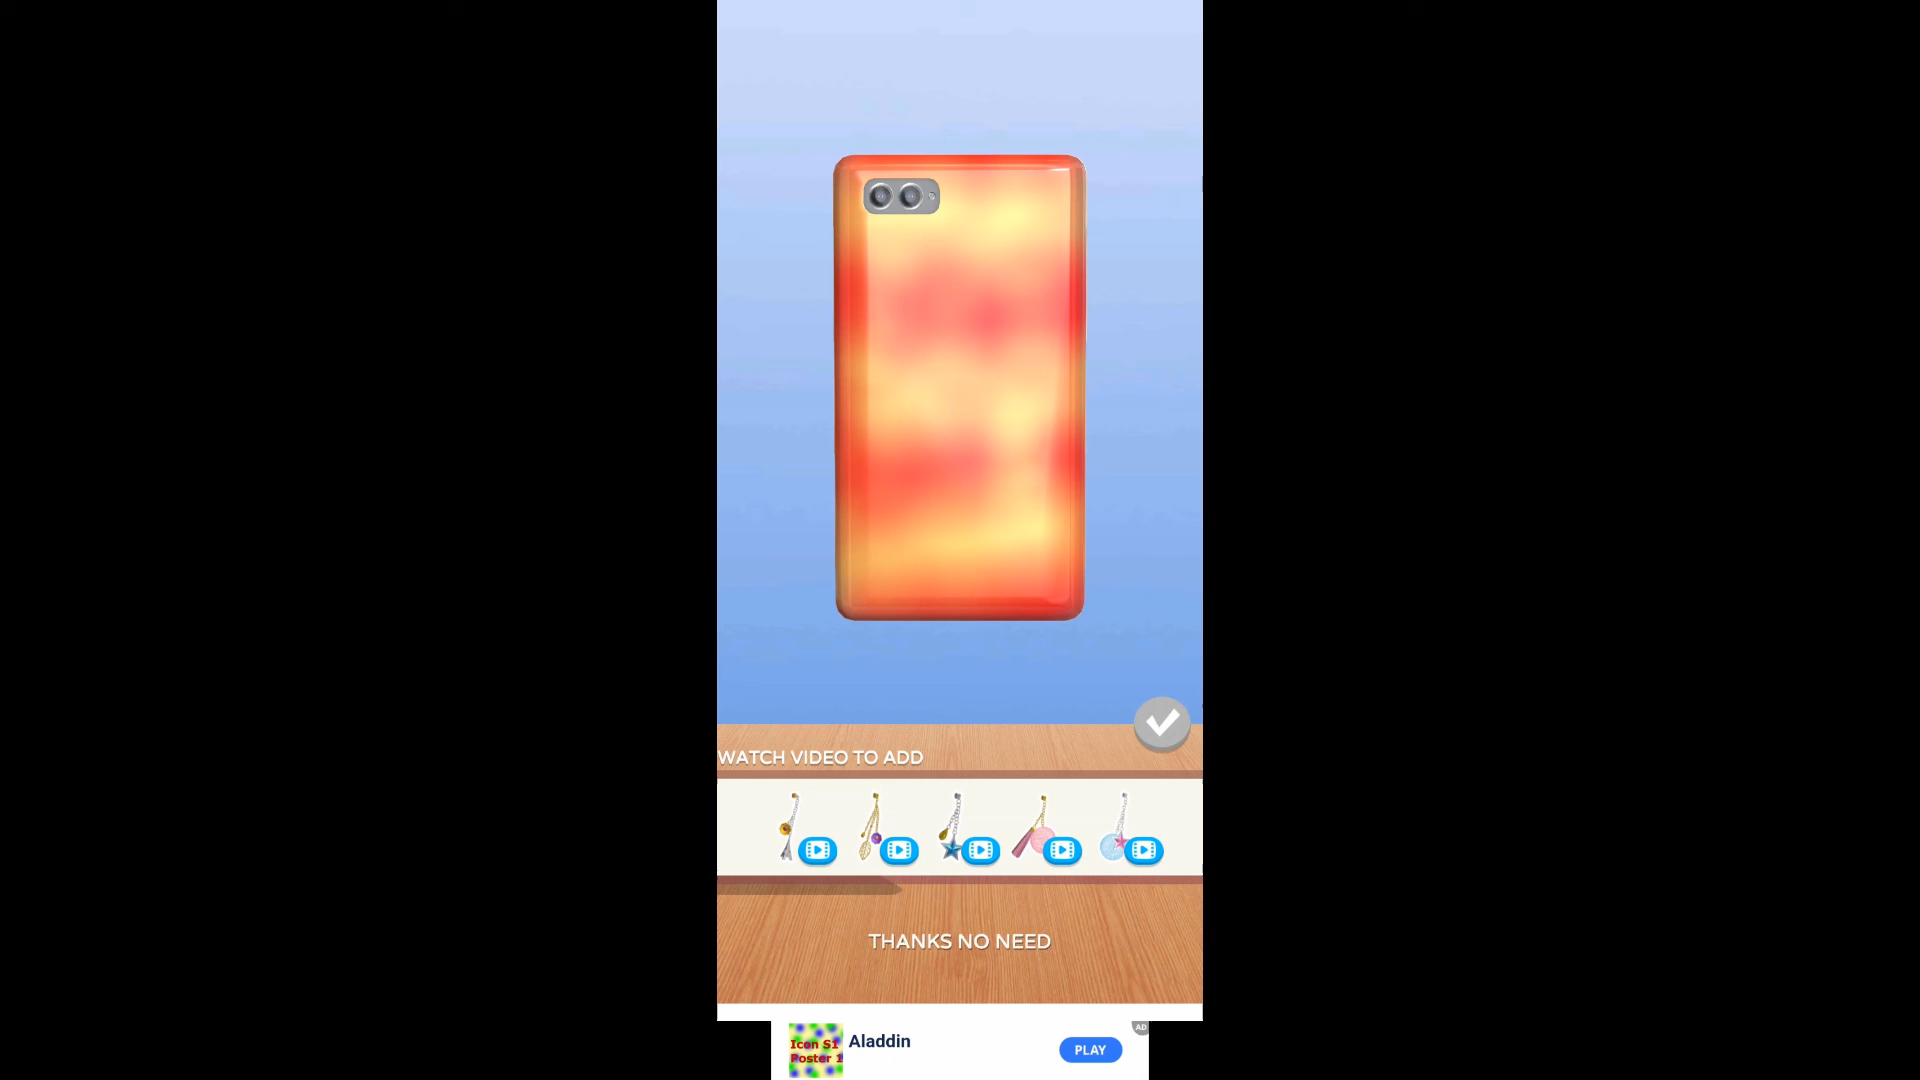 WATCH VIDEO TO ADD
THANKS NO NEED
Icon S1
Poster 1
Aladdin
PLAY
AD